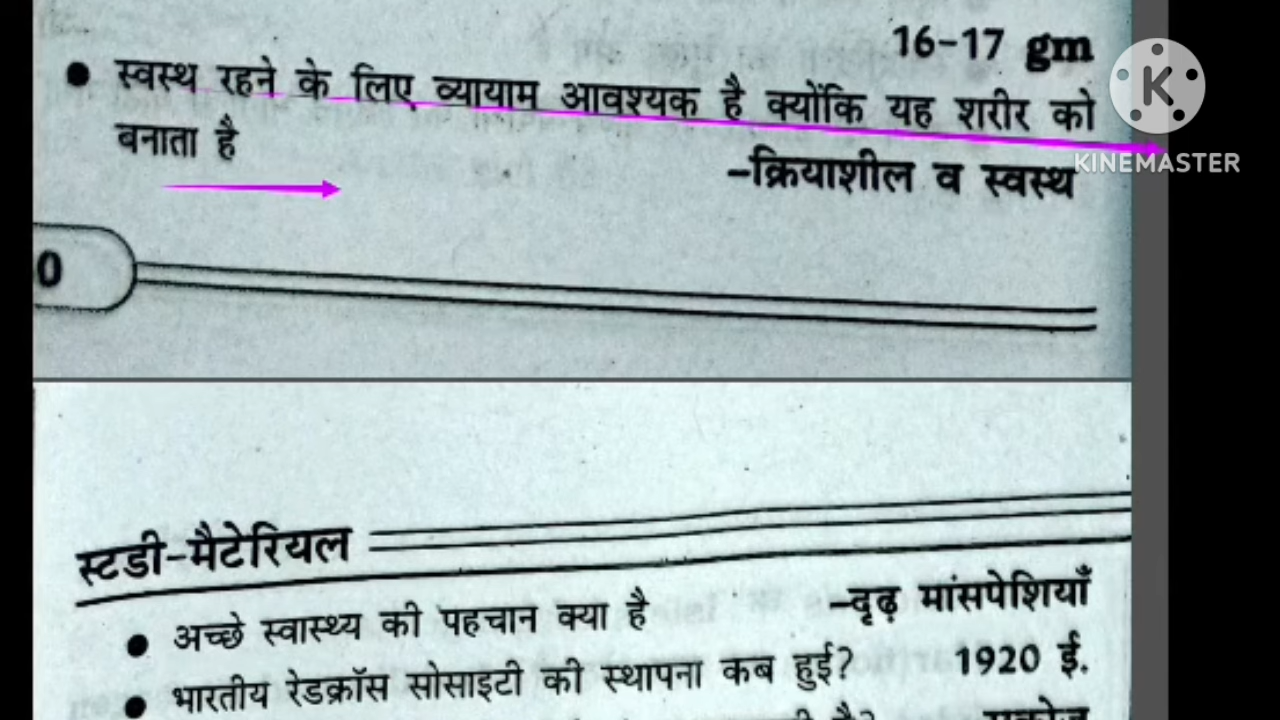 16-17 gm
● स्वस्थ रहने के लिए व्यायाम आवश्यक है क्योंकि यह शरीर को
बनाता है
-क्रियाशील व स्वस्थ
K
KINEMASTER
0
स्टडी-मैटेरियल
● अच्छे स्वास्थ्य की पहचान क्या है -दृढ़ मांसपेशियाँ
● भारतीय रेडक्रॉस सोसाइटी की स्थापना कब हुई? 1920 ई.